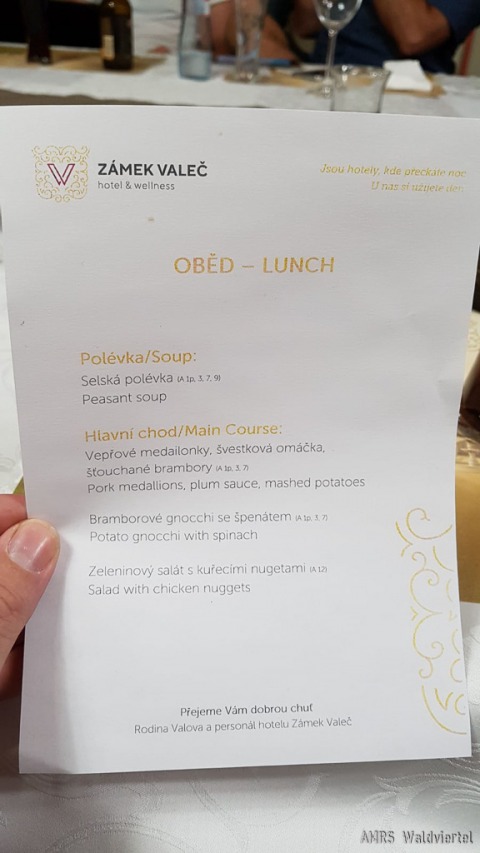 ZÁMEK VALEČ
hotel & wellness
Jsou hotely, kde přečkáte noc.
U nás si užijete den.
OBĚD – LUNCH
Polévka/Soup:
Selská polévka (A 1p, 3, 7, 9)
Peasant soup
Hlavní chod/Main Course:
Vepřové medailonky, švestková omáčka,
šťouchané brambory (A 1p, 3, 7)
Pork medallions, plum sauce, mashed potatoes
Bramborové gnocchi se špenátem (A 1p, 3, 7)
Potato gnocchi with spinach
Zeleninový salát s kuřecími nugetami (A 1,7)
Salad with chicken nuggets
Přejeme Vám dobrou chuť
Rodina Valova a personál hotelu Zámek Valeč
AMRS Waldviertel